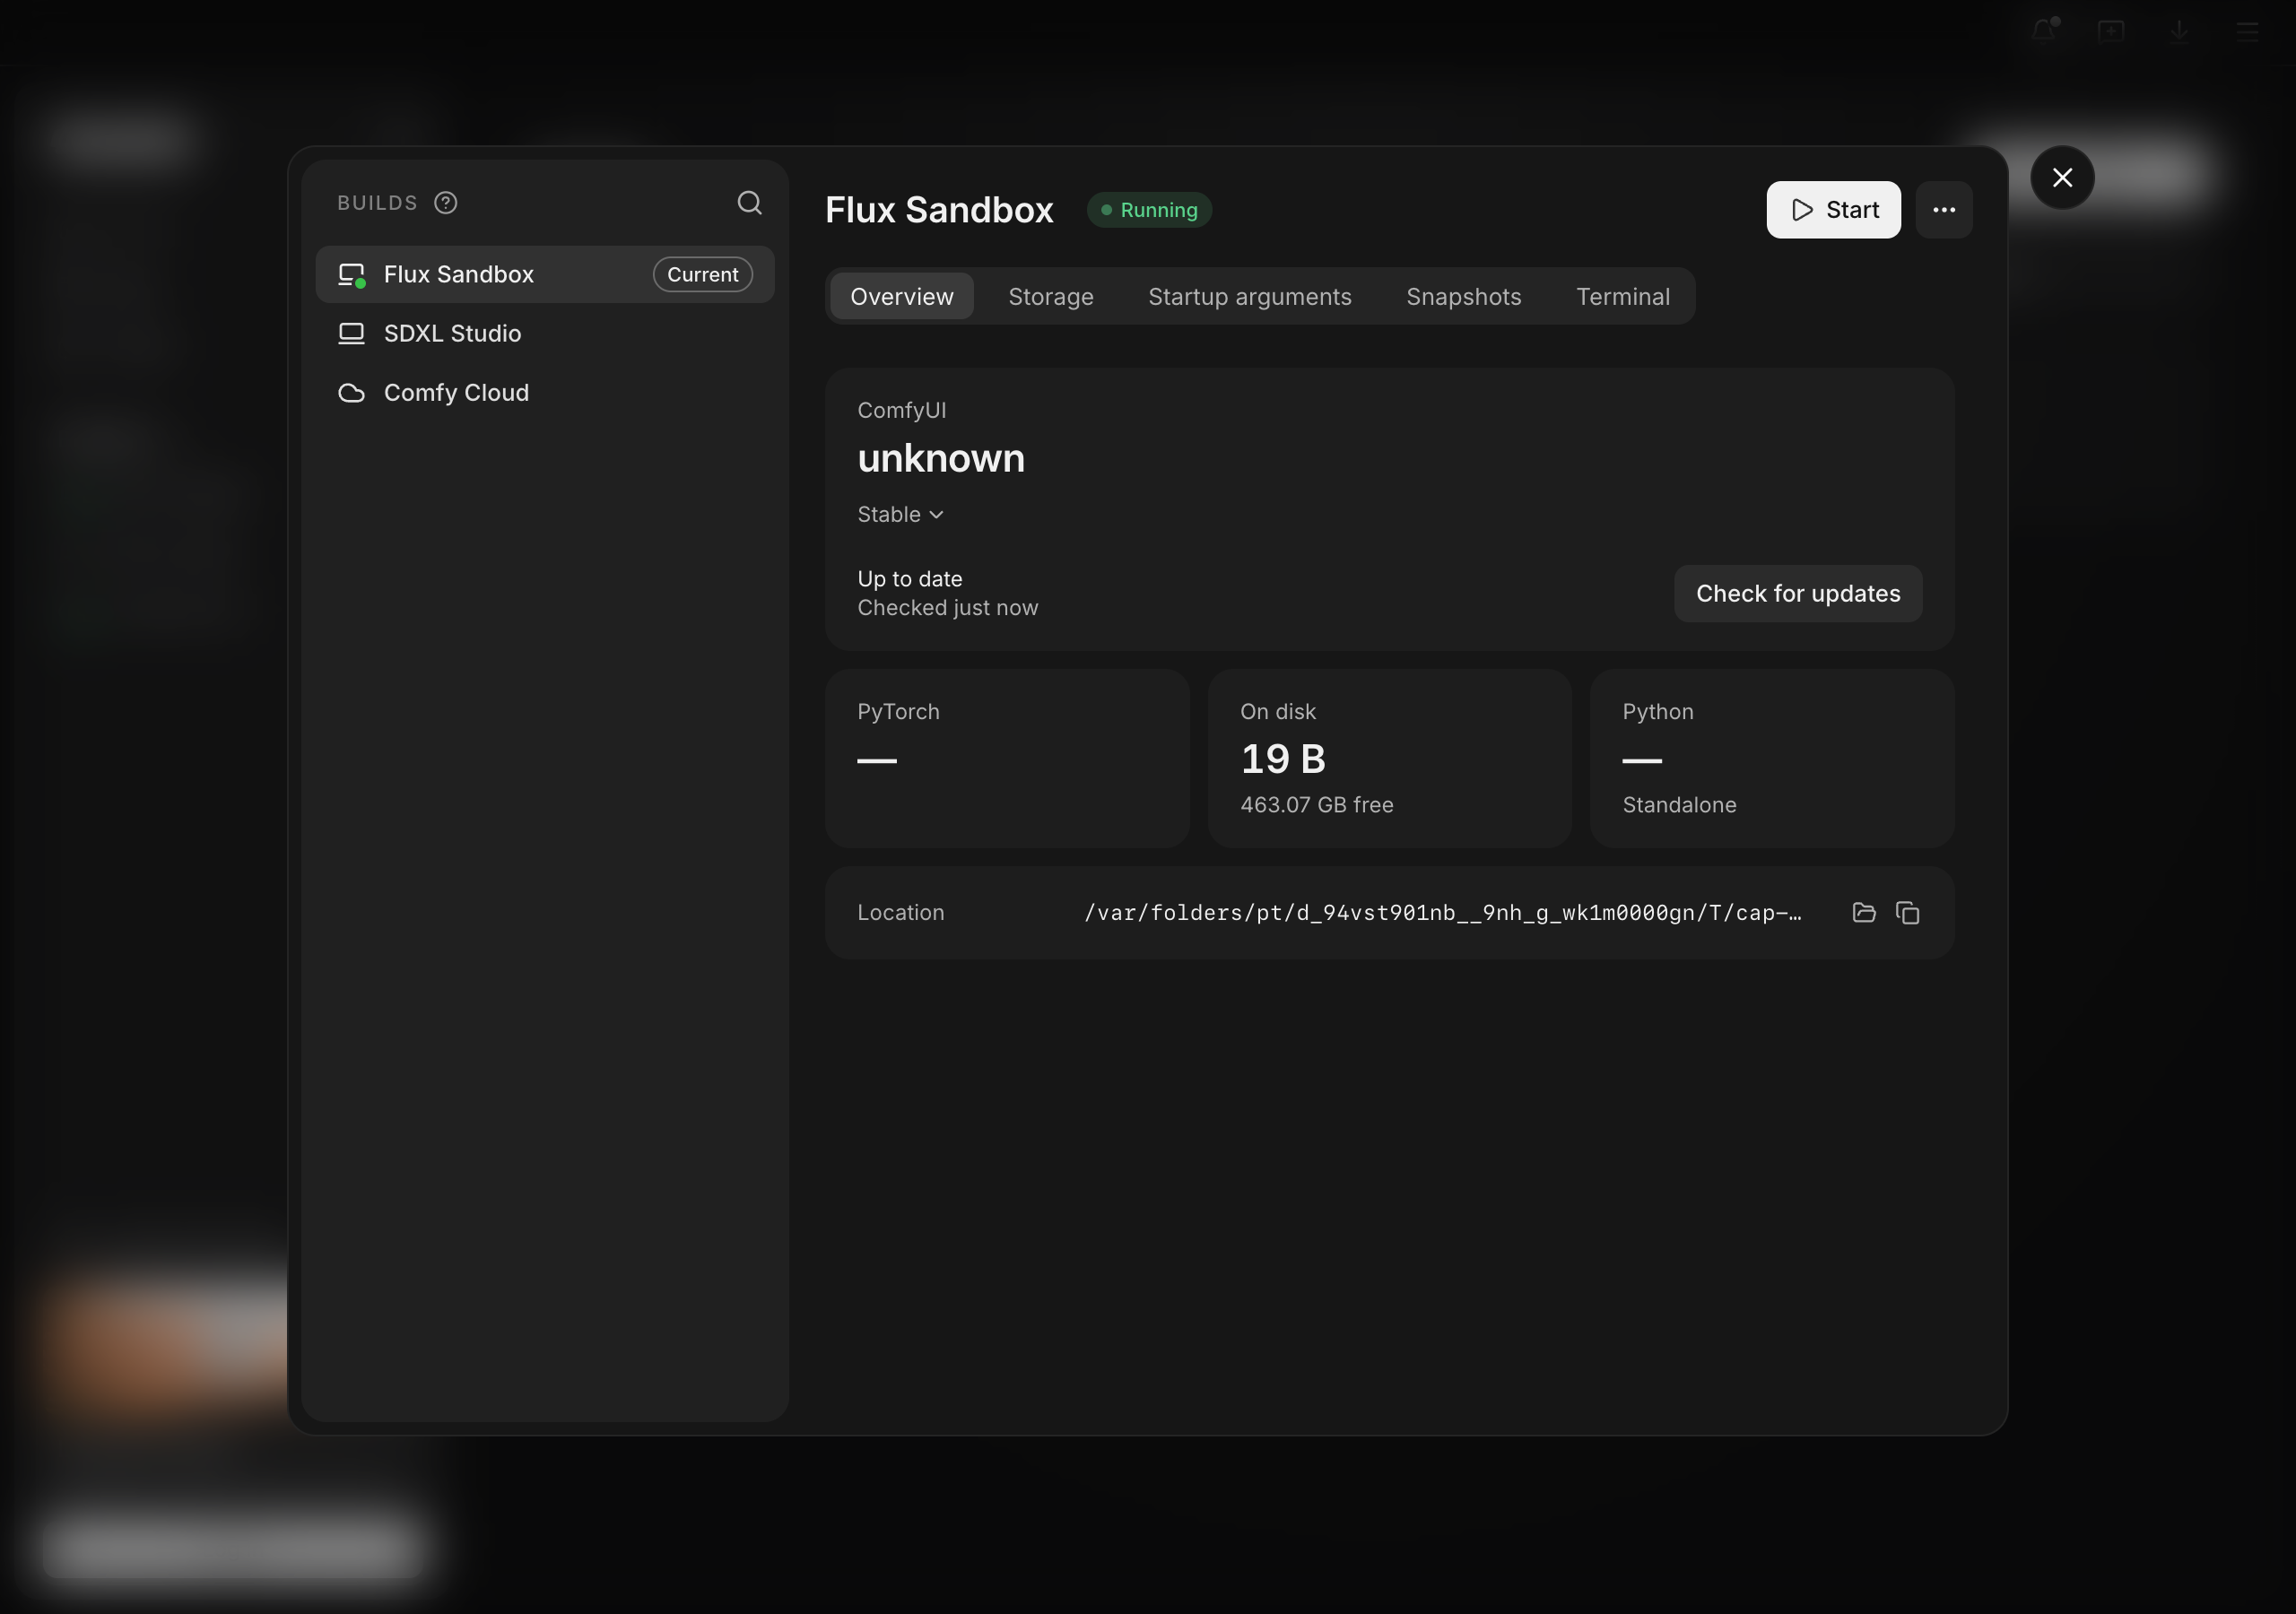 BUILDS
Flux Sandbox
Current
SDXL Studio
Comfy Cloud
Flux Sandbox
Running
Start
Overview
Storage
Startup arguments
Snapshots
Terminal
ComfyUI
unknown
Stable
Up to date
Checked just now
Check for updates
PyTorch
—
On disk
19 B
463.07 GB free
Python
—
Standalone
Location
/var/folders/pt/d_94vst901nb__9nh_g_wk1m0000gn/T/cap-…